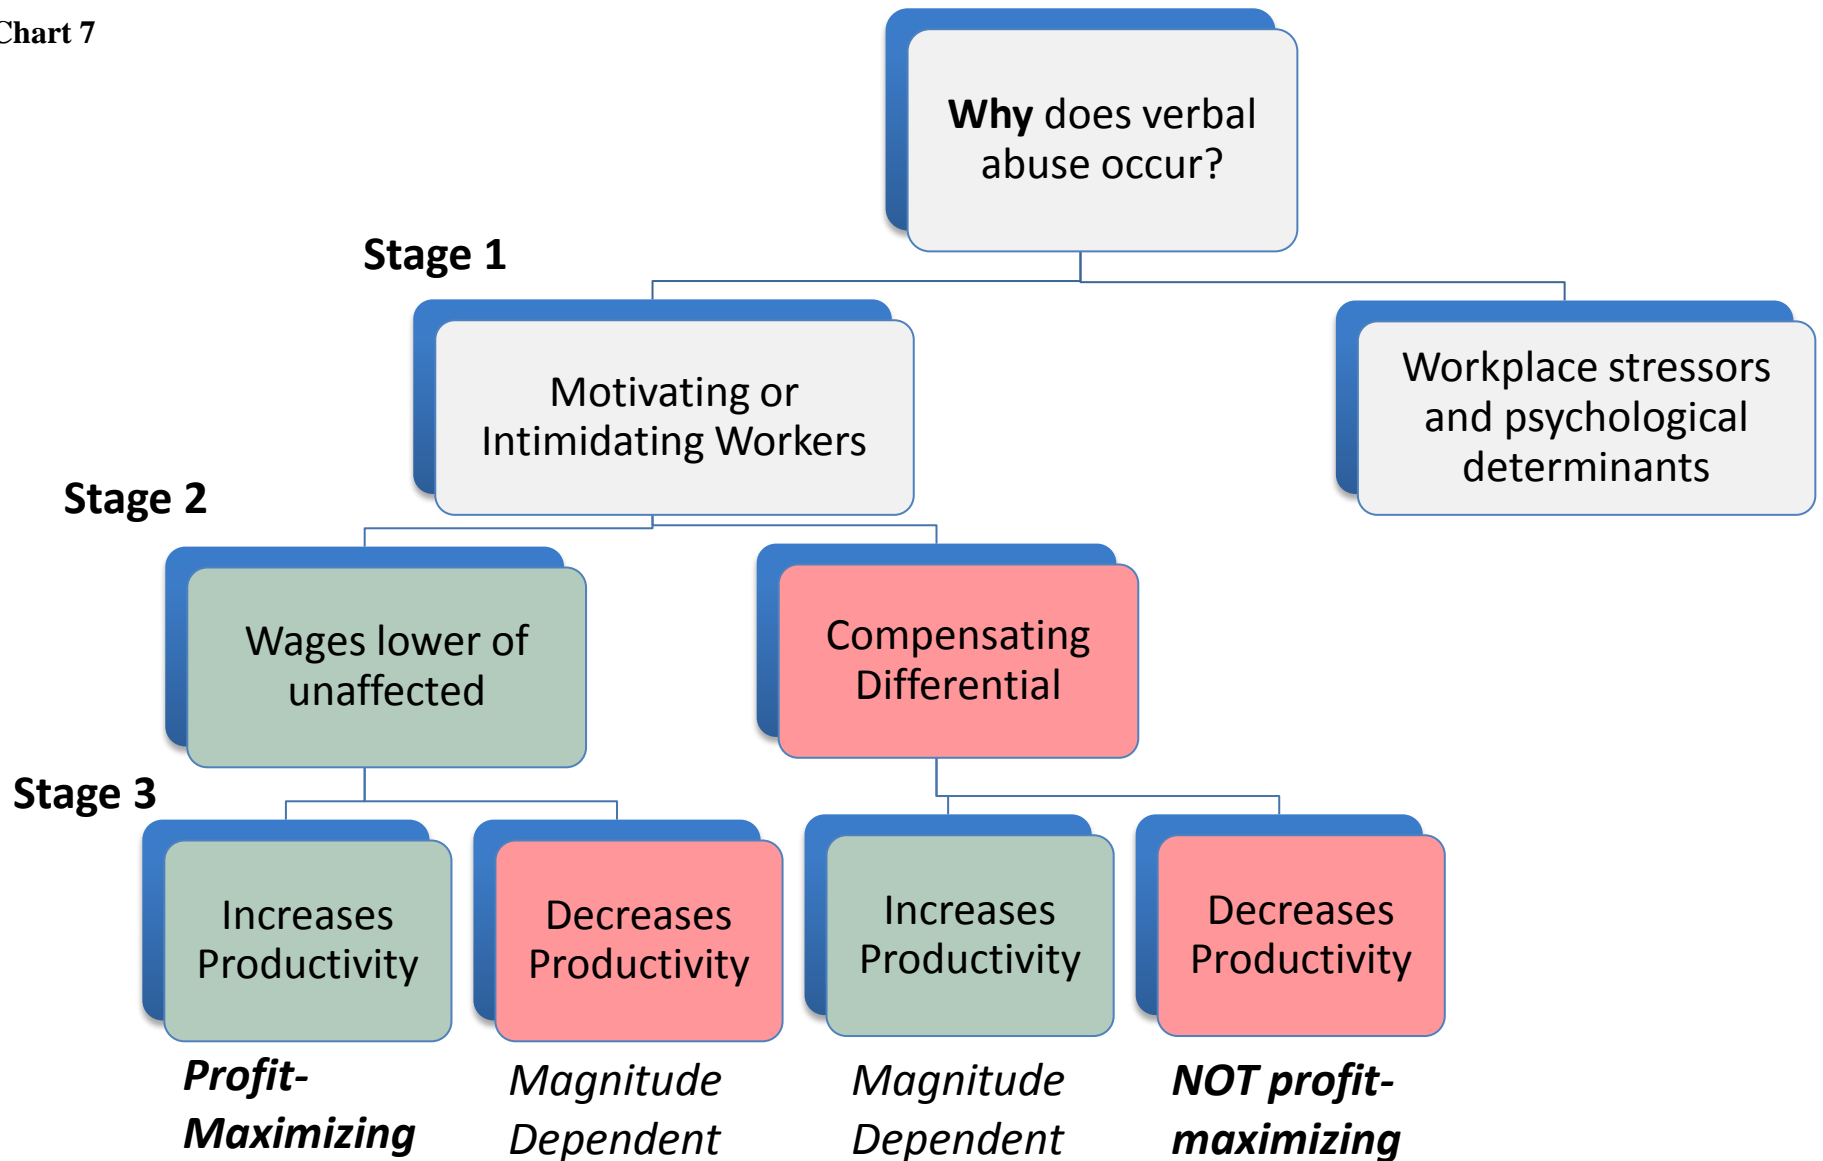 Chart 7
Why does verbal
abuse occur?
Stage 1
Motivating or
Intimidating Workers
Workplace stressors
and psychological
determinants
Stage 2
Wages lower of
unaffected
Compensating
Differential
Stage 3
Increases
Productivity
Decreases
Productivity
Increases
Productivity
Decreases
Productivity
Profit-
Maximizing
Magnitude
Dependent
Magnitude
Dependent
NOT profit-
maximizing